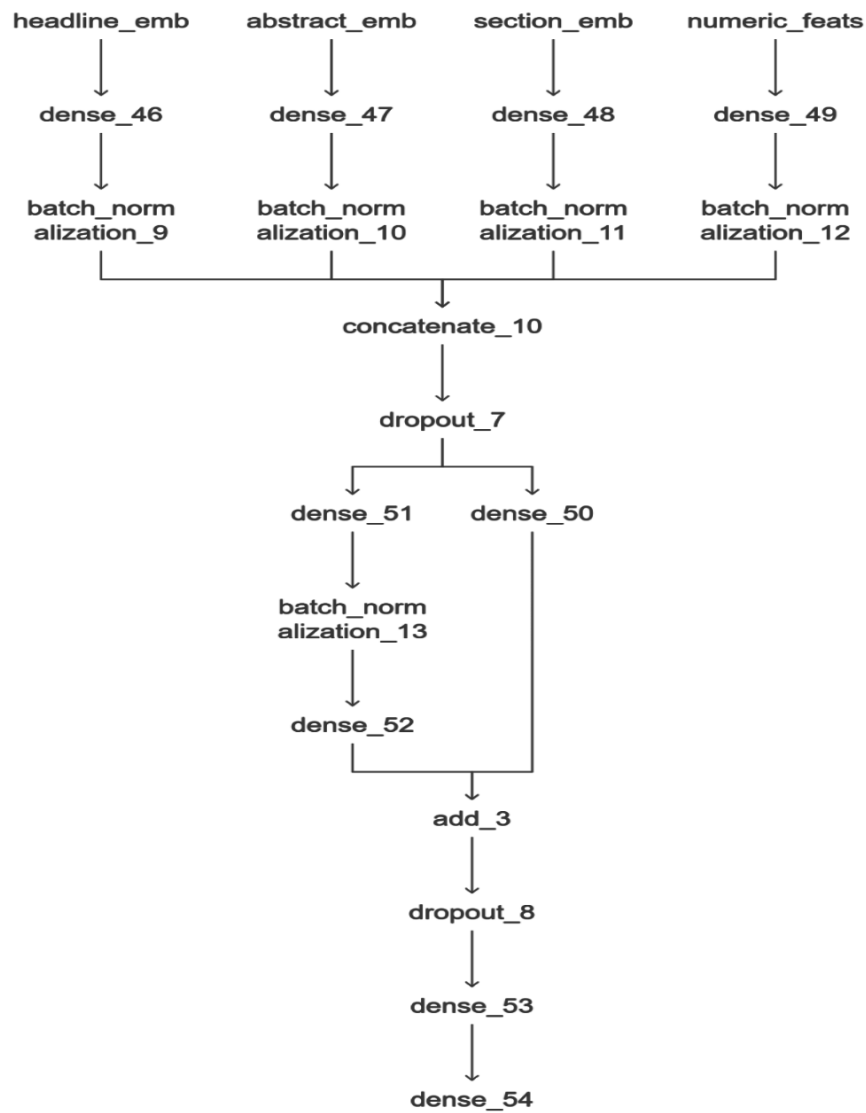 headline_emb abstract_emb section_emb numeric_feats
dense_46 dense_47 dense_48 dense_49
batch_norm batch_norm batch_norm batch_norm
alization_9 alization_10 alization_11 alization_12
concatenate_10
dropout_7
dense_51 dense_50
batch_norm
alization_13
dense_52
add_3
dropout_8
dense_53
dense_54